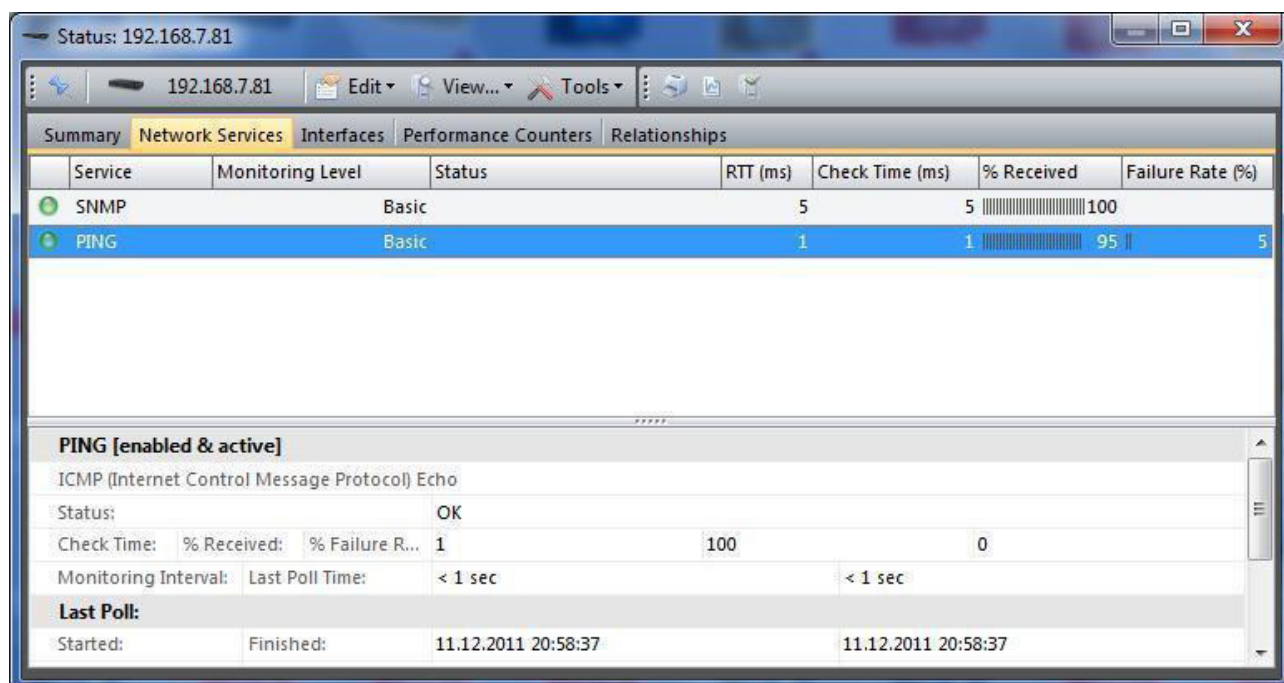 Status: 192.168.7.81
192.168.7.81 Edit View... Tools
Summary Network Services Interfaces Performance Counters Relationships
Service Monitoring Level Status RTT (ms) Check Time (ms) % Received Failure Rate (%)
SNMP Basic 5 5 100
PING Basic 1 1 95 5
PING [enabled & active]
ICMP (Internet Control Message Protocol) Echo
Status: OK
Check Time: % Received: % Failure R... 1 100 0
Monitoring Interval: Last Poll Time: < 1 sec < 1 sec
Last Poll:
Started: Finished: 11.12.2011 20:58:37 11.12.2011 20:58:37